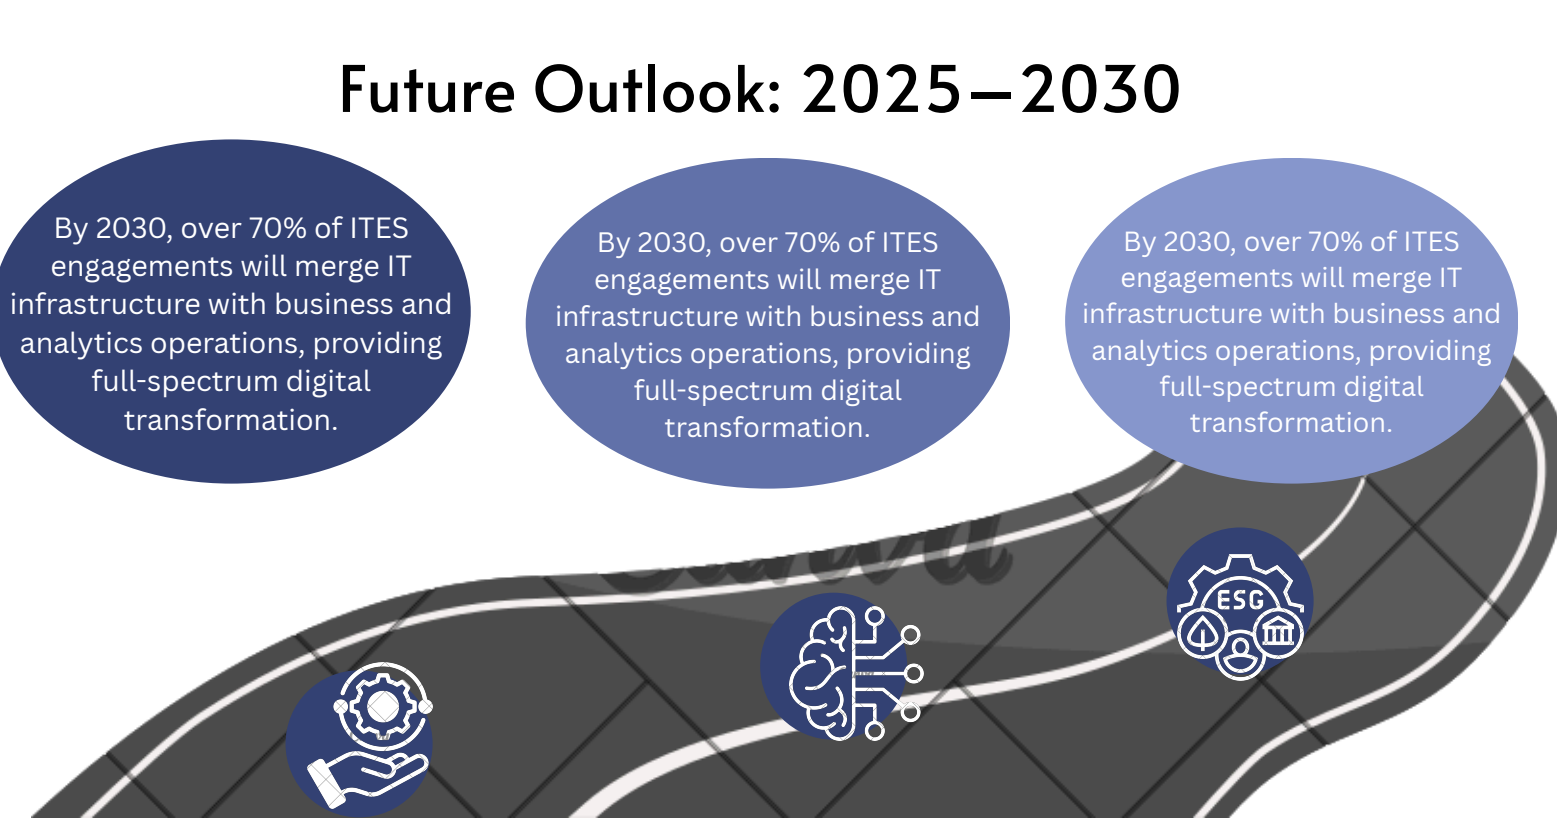 Future Outlook: 2025–2030
By 2030, over 70% of ITES
engagements will merge IT
infrastructure with business and
analytics operations, providing
full-spectrum digital
transformation.
By 2030, over 70% of ITES
engagements will merge IT
infrastructure with business and
analytics operations, providing
full-spectrum digital
transformation.
By 2030, over 70% of ITES
engagements will merge IT
infrastructure with business and
analytics operations, providing
full-spectrum digital
transformation.
Canva
ESG